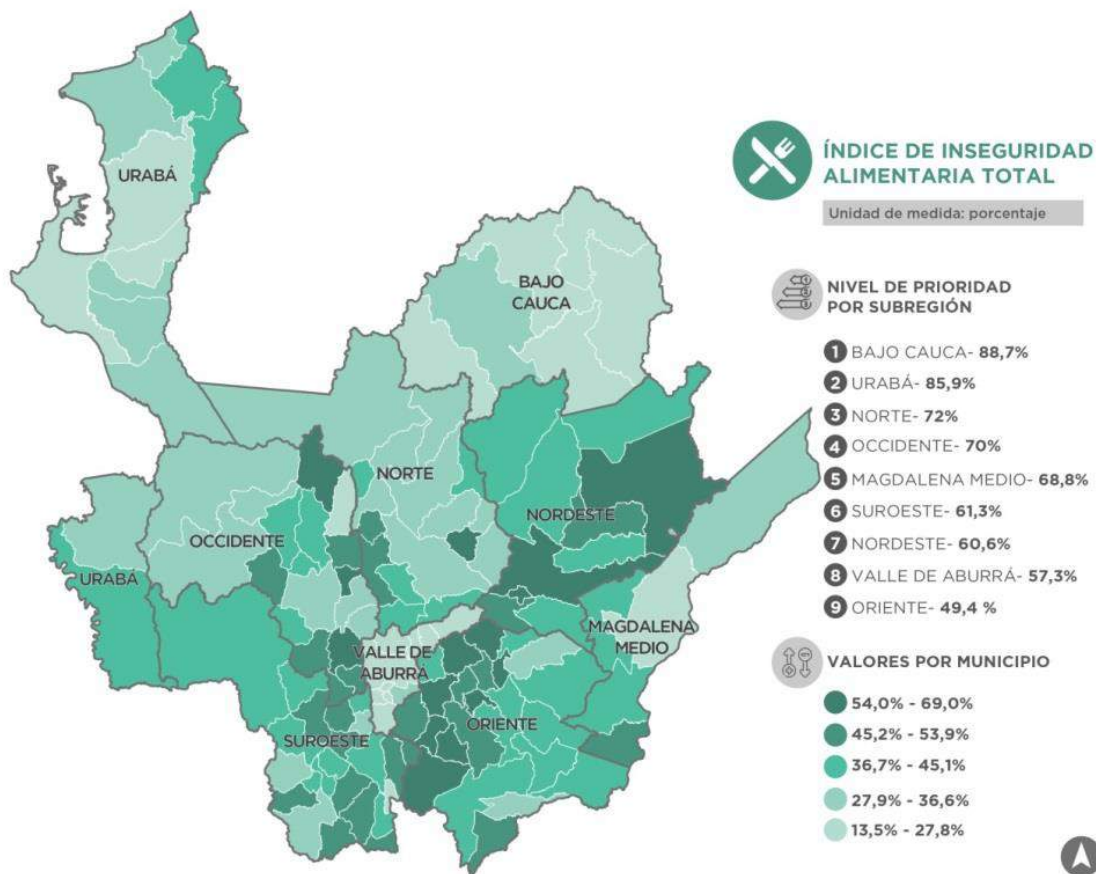 ÍNDICE DE INSEGURIDAD
ALIMENTARIA TOTAL
Unidad de medida: porcentaje
NIVEL DE PRIORIDAD
POR SUBREGIÓN
1 BAJO CAUCA- 88,7%
2 URABÁ- 85,9%
3 NORTE- 72%
4 OCCIDENTE- 70%
5 MAGDALENA MEDIO- 68,8%
6 SUROESTE- 61,3%
7 NORDESTE- 60,6%
8 VALLE DE ABURRÁ- 57,3%
9 ORIENTE- 49,4 %
VALORES POR MUNICIPIO
54,0% - 69,0%
45,2% - 53,9%
36,7% - 45,1%
27,9% - 36,6%
13,5% - 27,8%
URABÁ
BAJO
CAUCA
NORTE
NORDESTE
OCCIDENTE
URABÁ
MAGDALENA
MEDIO
VALLE DE
ABURRÁ
ORIENTE
SUROESTE